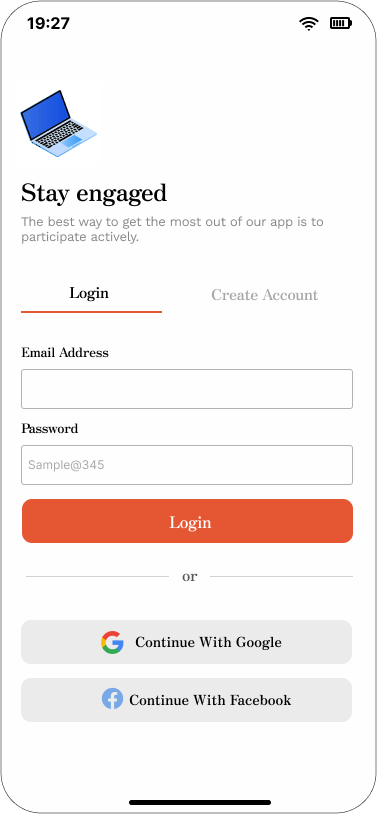 19:27
Stay engaged
The best way to get the most out of our app is to
participate actively.
Login
Create Account
Email Address
Password
Sample@345
Login
or
Continue With Google
Continue With Facebook